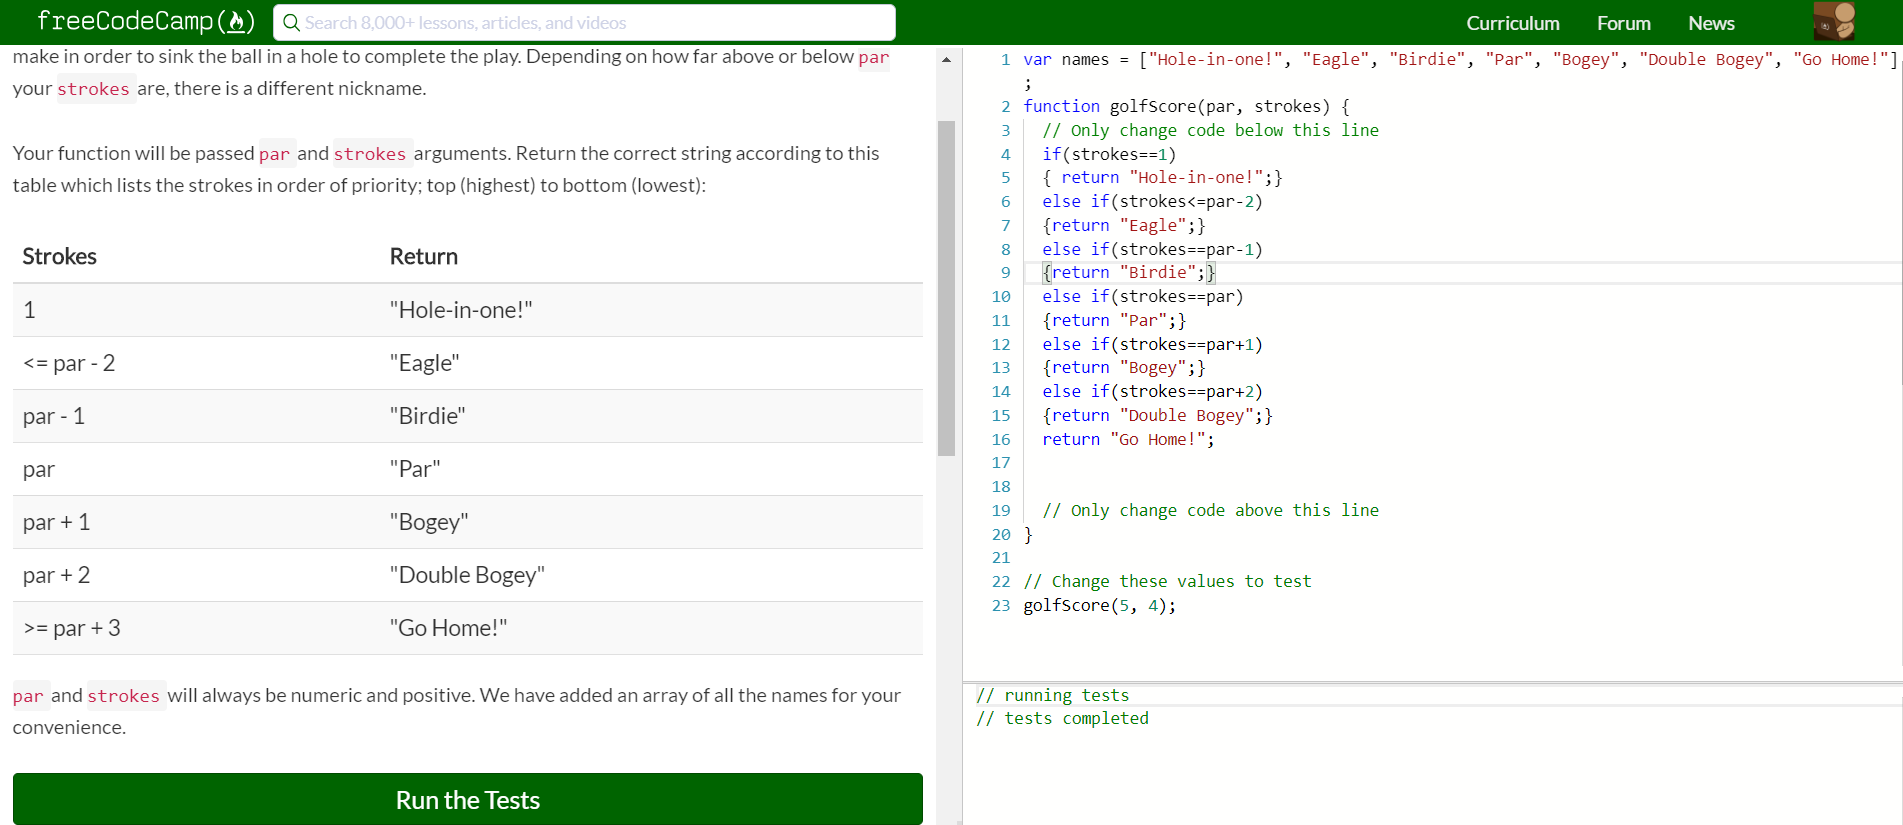 freeCodeCamp(🔥)
Search 8,000+ lessons, articles, and videos
Curriculum
Forum
News
make in order to sink the ball in a hole to complete the play. Depending on how far above or below par
your strokes are, there is a different nickname.
Your function will be passed par and strokes arguments. Return the correct string according to this
table which lists the strokes in order of priority; top (highest) to bottom (lowest):
Strokes Return
1 "Hole-in-one!"
<= par - 2 "Eagle"
par - 1 "Birdie"
par "Par"
par + 1 "Bogey"
par + 2 "Double Bogey"
>= par + 3 "Go Home!"
par and strokes will always be numeric and positive. We have added an array of all the names for your
convenience.
Run the Tests
1 var names = ["Hole-in-one!", "Eagle", "Birdie", "Par", "Bogey", "Double Bogey", "Go Home!"]
;
2 function golfScore(par, strokes) {
3 // Only change code below this line
4 if(strokes==1)
5 { return "Hole-in-one!";}
6 else if(strokes<=par-2)
7 {return "Eagle";}
8 else if(strokes==par-1)
9 {return "Birdie";}
10 else if(strokes==par)
11 {return "Par";}
12 else if(strokes==par+1)
13 {return "Bogey";}
14 else if(strokes==par+2)
15 {return "Double Bogey";}
16 return "Go Home!";
17
18
19 // Only change code above this line
20 }
21
22 // Change these values to test
23 golfScore(5, 4);
// running tests
// tests completed